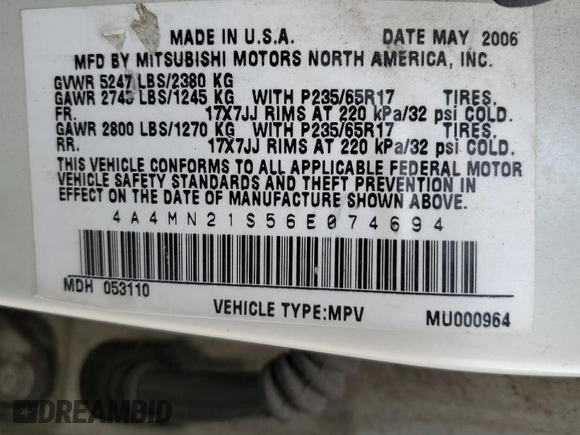 MADE IN U.S.A. DATE MAY 2006
MFD BY MITSUBISHI MOTORS NORTH AMERICA, INC.
GVWR 5247 LBS/2380 KG
GAWR 2745 LBS/1245 KG WITH P235/65R17 TIRES,
FR. 17X7JJ RIMS AT 220 kPa/32 psi COLD.
GAWR 2800 LBS/1270 KG WITH P235/65R17 TIRES,
RR. 17X7JJ RIMS AT 220 kPa/32 psi COLD.
THIS VEHICLE CONFORMS TO ALL APPLICABLE FEDERAL MOTOR
VEHICLE SAFETY STANDARDS AND THEFT PREVENTION IN
EFFECT ON THE DATE OF MANUFACTURE SHOWN ABOVE.
4A4MN21S56E074694
MDH 053110
VEHICLE TYPE:MPV MU000964
DREAMBID